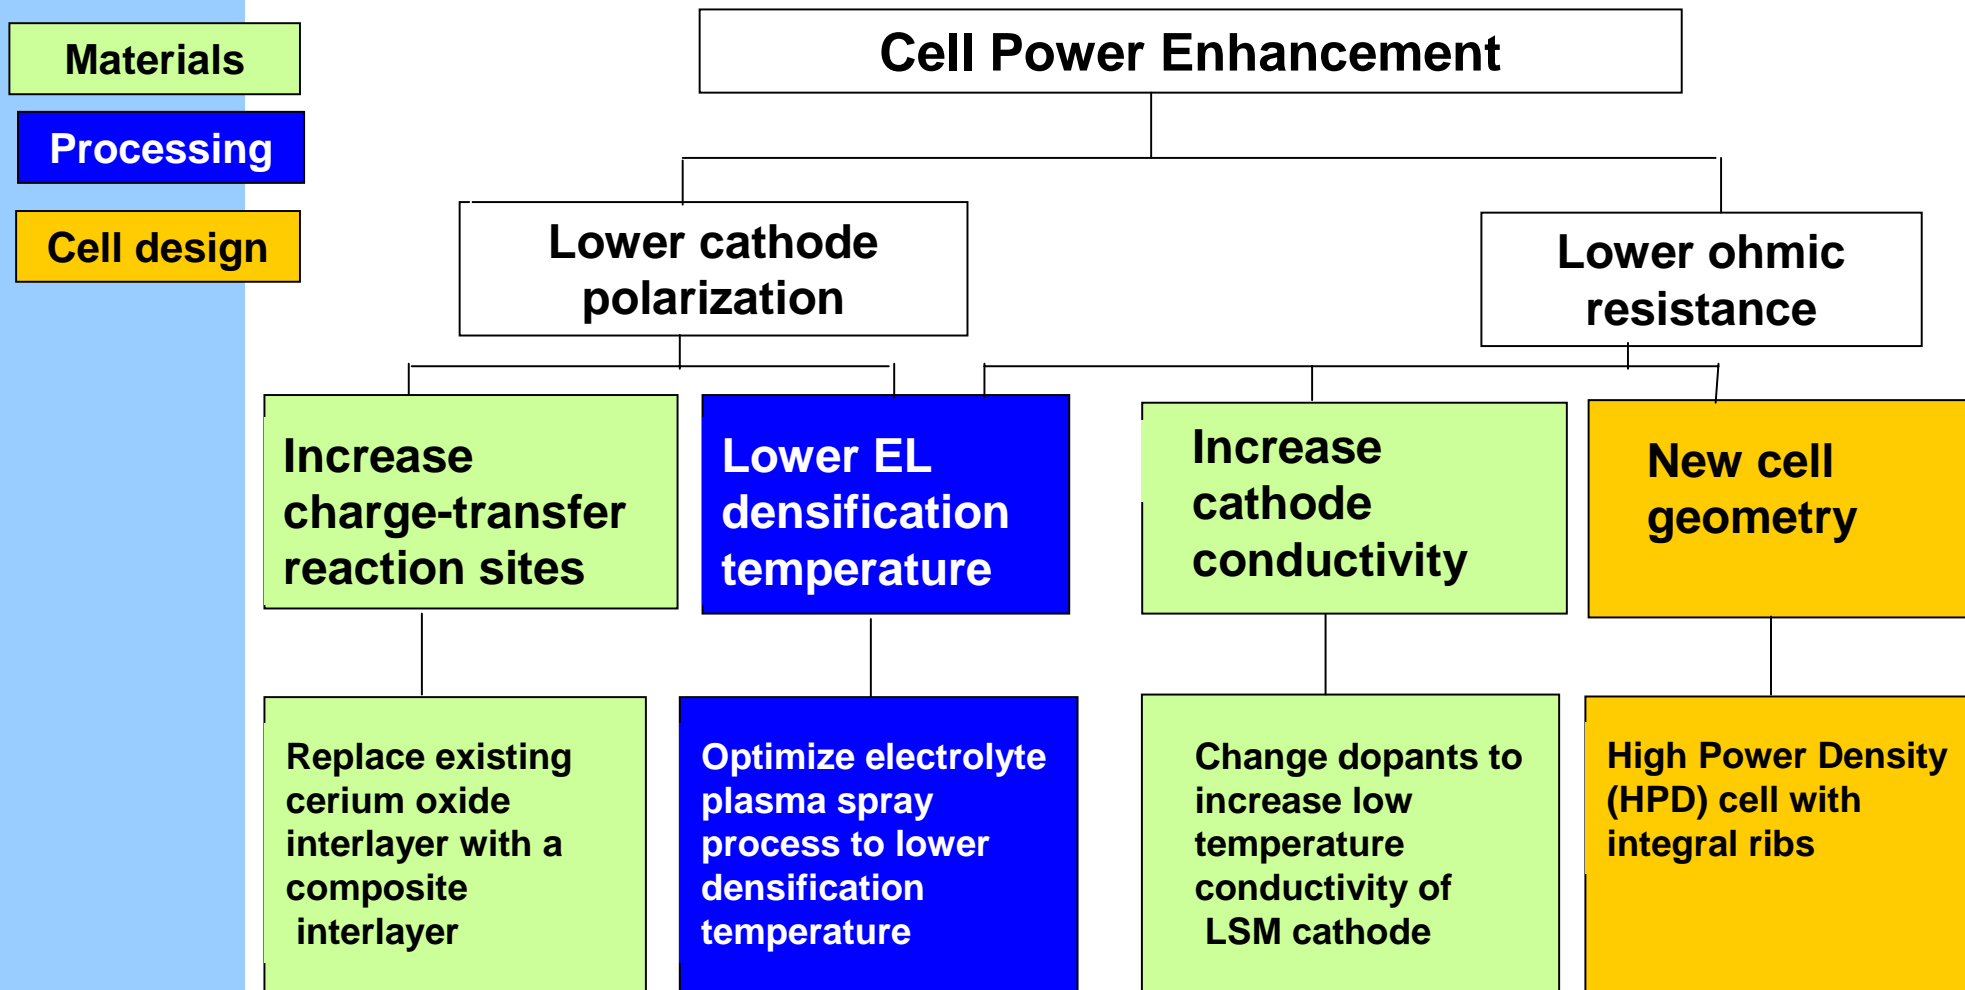 Materials
Processing
Cell design
Cell Power Enhancement
Lower cathode
polarization
Lower ohmic
resistance
Increase
charge-transfer
reaction sites
Lower EL
densification
temperature
Increase
cathode
conductivity
New cell
geometry
Replace existing
cerium oxide
interlayer with a
composite
interlayer
Optimize electrolyte
plasma spray
process to lower
densification
temperature
Change dopants to
increase low
temperature
conductivity of
LSM cathode
High Power Density
(HPD) cell with
integral ribs